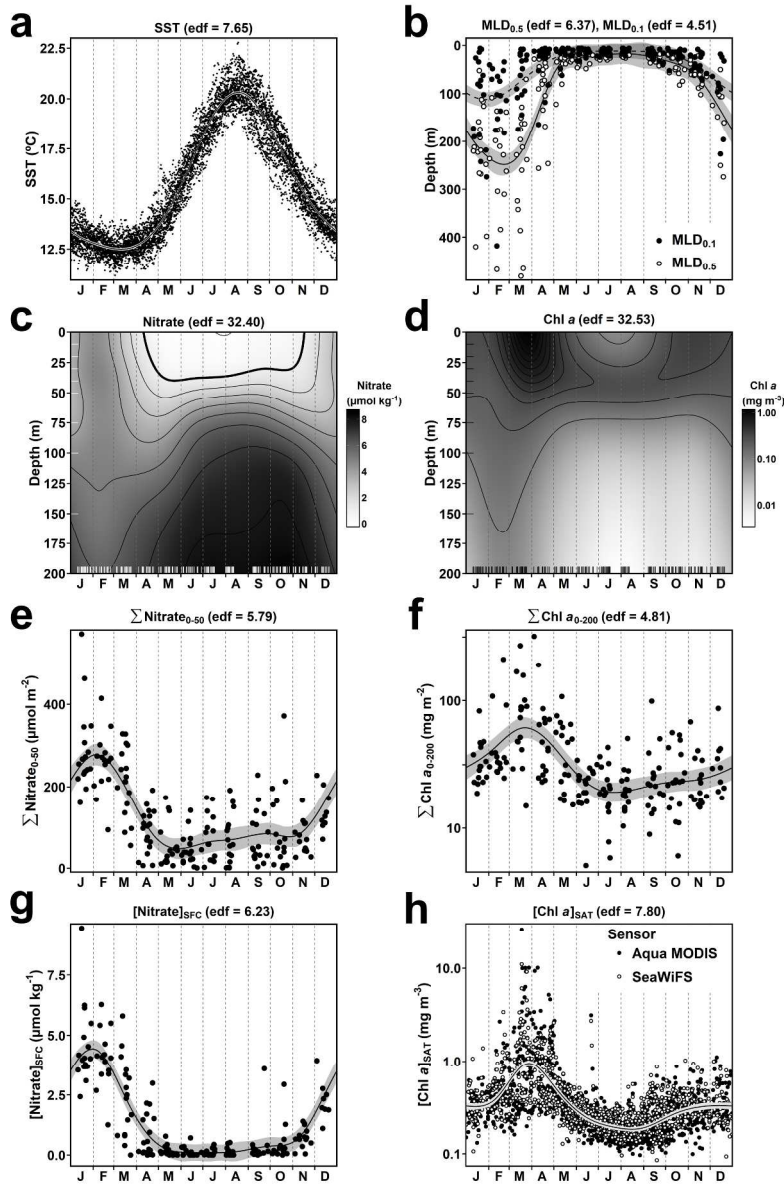 a
SST (edf = 7.65)
22.5
20.0
17.5
15.0
12.5
SST (ºC)
J F M A M J J A S O N D
b
MLD0.5 (edf = 6.37), MLD0.1 (edf = 4.51)
0
100
200
300
400
Depth (m)
MLD0.1
MLD0.5
J F M A M J J A S O N D
c
Nitrate (edf = 32.40)
0
25
50
75
100
125
150
175
200
Depth (m)
J F M A M J J A S O N D
Nitrate
(µmol kg-1)
8
6
4
2
0
d
Chl a (edf = 32.53)
0
25
50
75
100
125
150
175
200
Depth (m)
J F M A M J J A S O N D
Chl a
(mg m-3)
1.00
0.10
0.01
e
∑ Nitrate0-50 (edf = 5.79)
400
200
0
∑ Nitrate0-50 (µmol m-2)
J F M A M J J A S O N D
f
∑ Chl a0-200 (edf = 4.81)
100
10
∑ Chl a0-200 (mg m-2)
J F M A M J J A S O N D
g
[Nitrate]SFC (edf = 6.23)
7.5
5.0
2.5
0.0
[Nitrate]SFC (µmol kg-1)
J F M A M J J A S O N D
h
[Chl a]SAT (edf = 7.80)
Sensor
Aqua MODIS
SeaWiFS
10.0
1.0
0.1
[Chl a]SAT (mg m-3)
J F M A M J J A S O N D